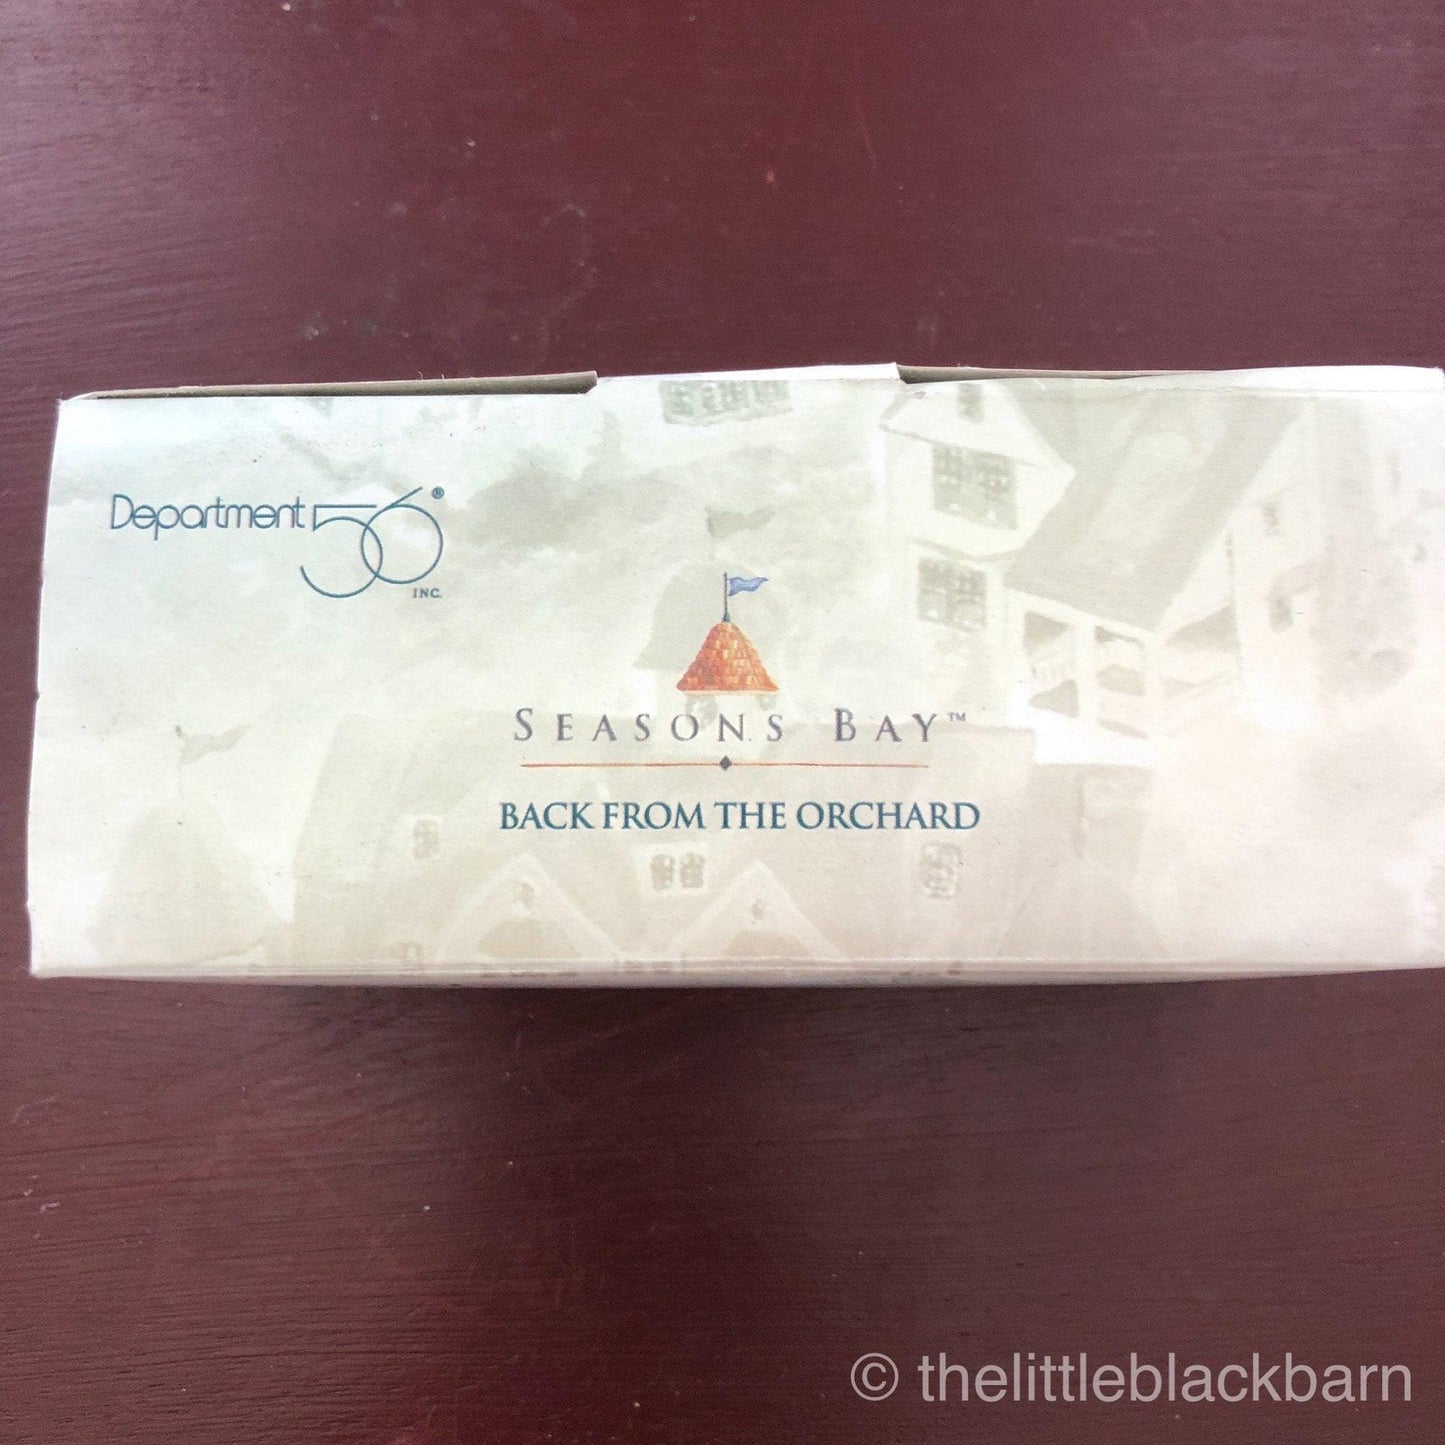 Department 56®
INC.
SEASONS BAY™
BACK FROM THE ORCHARD
© thelittleblackbarn